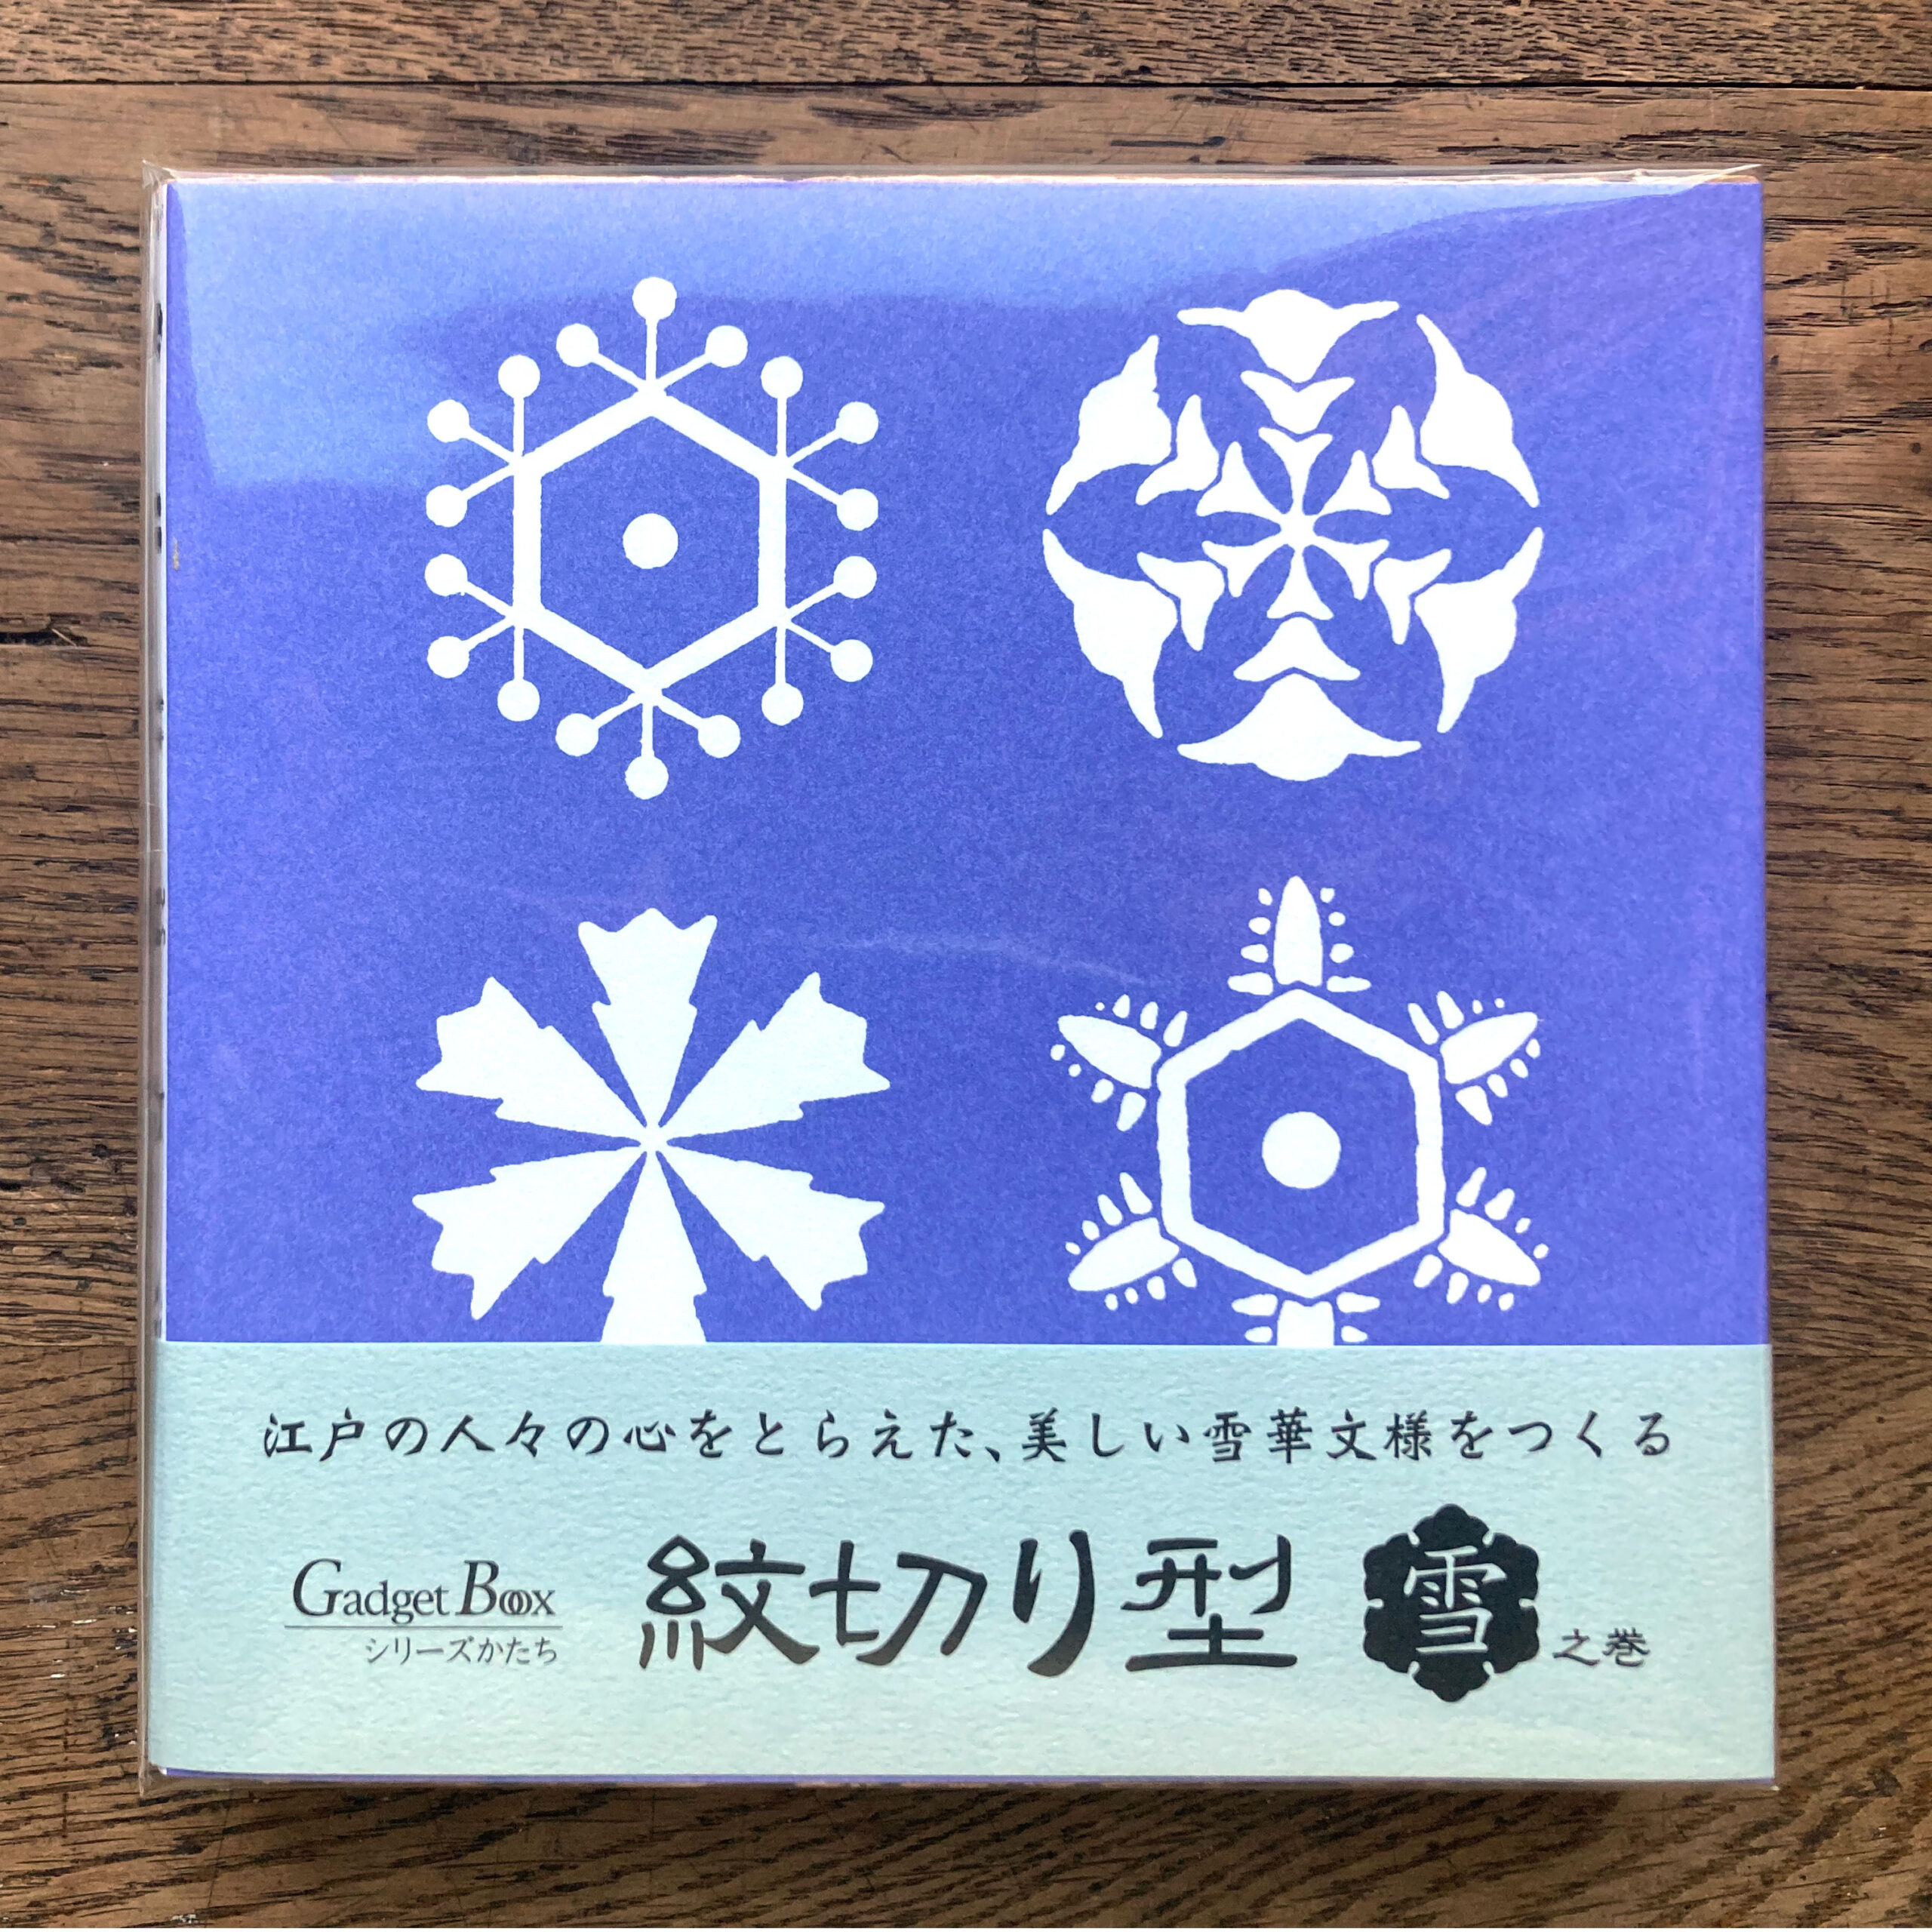 江戸の人々の心をとらえた、美しい雪華文様をつくる
Gadget Box
シリーズかたち
紋切り型 雪之巻